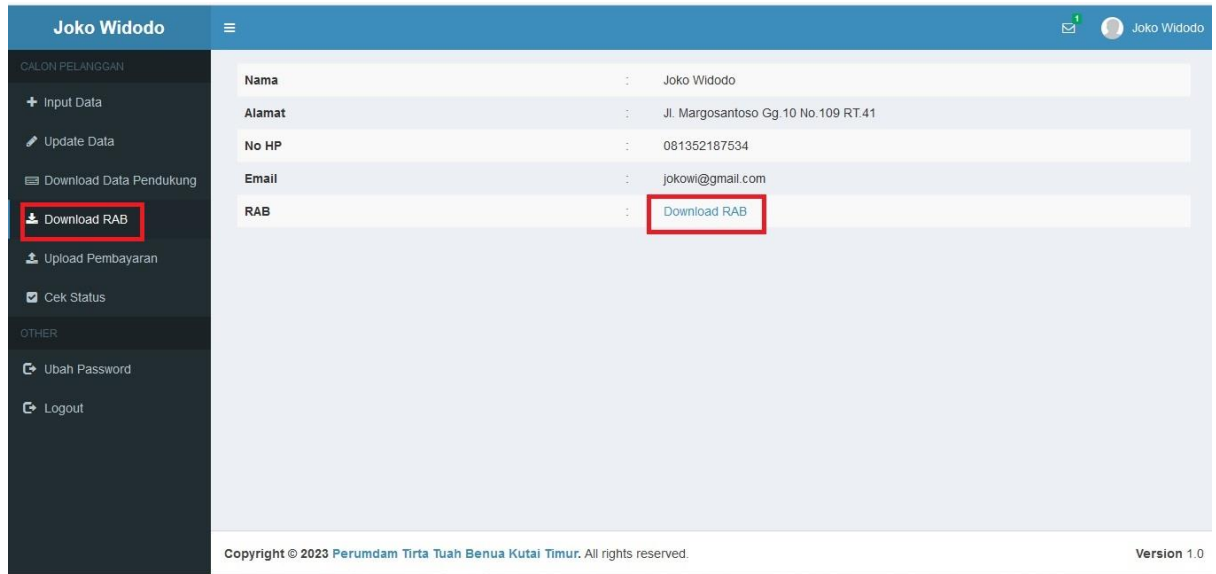 Joko Widodo
1
Joko Widodo
CALON PELANGGAN
Input Data
Update Data
Download Data Pendukung
Download RAB
Upload Pembayaran
Cek Status
OTHER
Ubah Password
Logout
Nama : Joko Widodo
Alamat : Jl. Margosantoso Gg.10 No.109 RT.41
No HP : 081352187534
Email : jokowi@gmail.com
RAB : Download RAB
Copyright © 2023 Perumdam Tirta Tuah Benua Kutai Timur. All rights reserved. Version 1.0